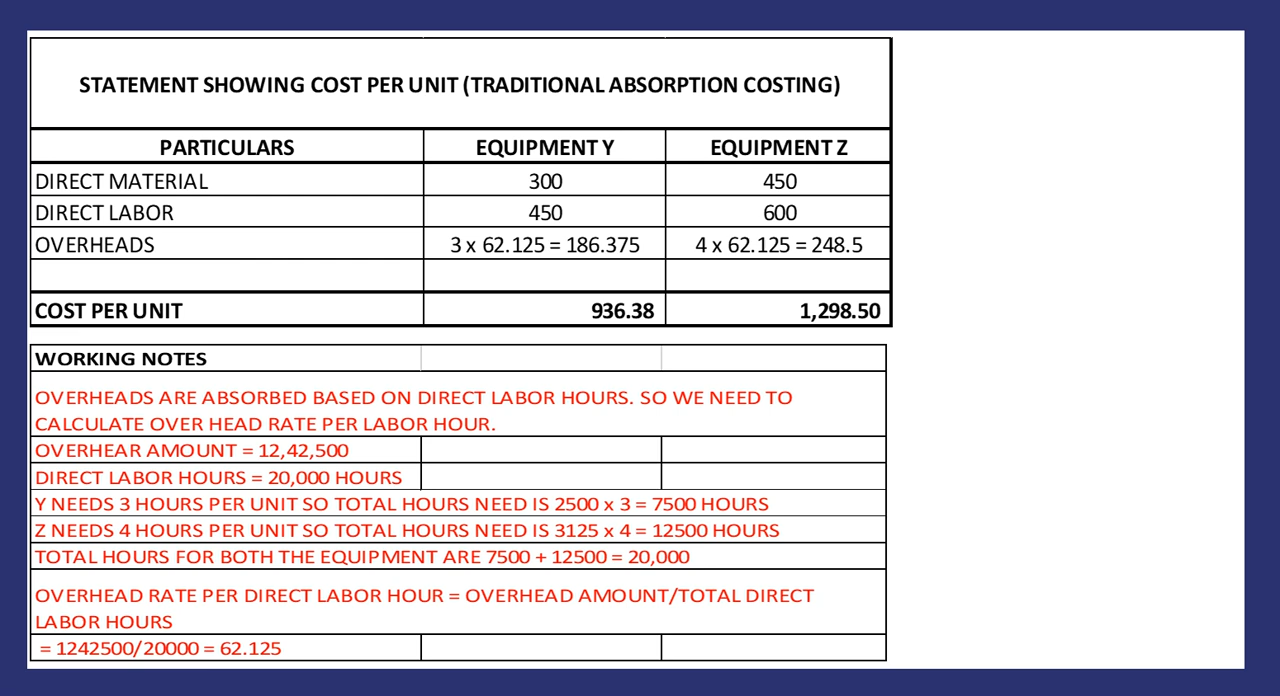 STATEMENT SHOWING COST PER UNIT (TRADITIONAL ABSORPTION COSTING)
PARTICULARS EQUIPMENT Y EQUIPMENT Z
DIRECT MATERIAL 300 450
DIRECT LABOR 450 600
OVERHEADS 3 x 62.125 = 186.375 4 x 62.125 = 248.5
COST PER UNIT 936.38 1,298.50
WORKING NOTES
OVERHEADS ARE ABSORBED BASED ON DIRECT LABOR HOURS. SO WE NEED TO
CALCULATE OVER HEAD RATE PER LABOR HOUR.
OVERHEAR AMOUNT = 12,42,500
DIRECT LABOR HOURS = 20,000 HOURS
Y NEEDS 3 HOURS PER UNIT SO TOTAL HOURS NEED IS 2500 x 3 = 7500 HOURS
Z NEEDS 4 HOURS PER UNIT SO TOTAL HOURS NEED IS 3125 x 4 = 12500 HOURS
TOTAL HOURS FOR BOTH THE EQUIPMENT ARE 7500 + 12500 = 20,000
OVERHEAD RATE PER DIRECT LABOR HOUR = OVERHEAD AMOUNT/TOTAL DIRECT
LABOR HOURS
= 1242500/20000 = 62.125